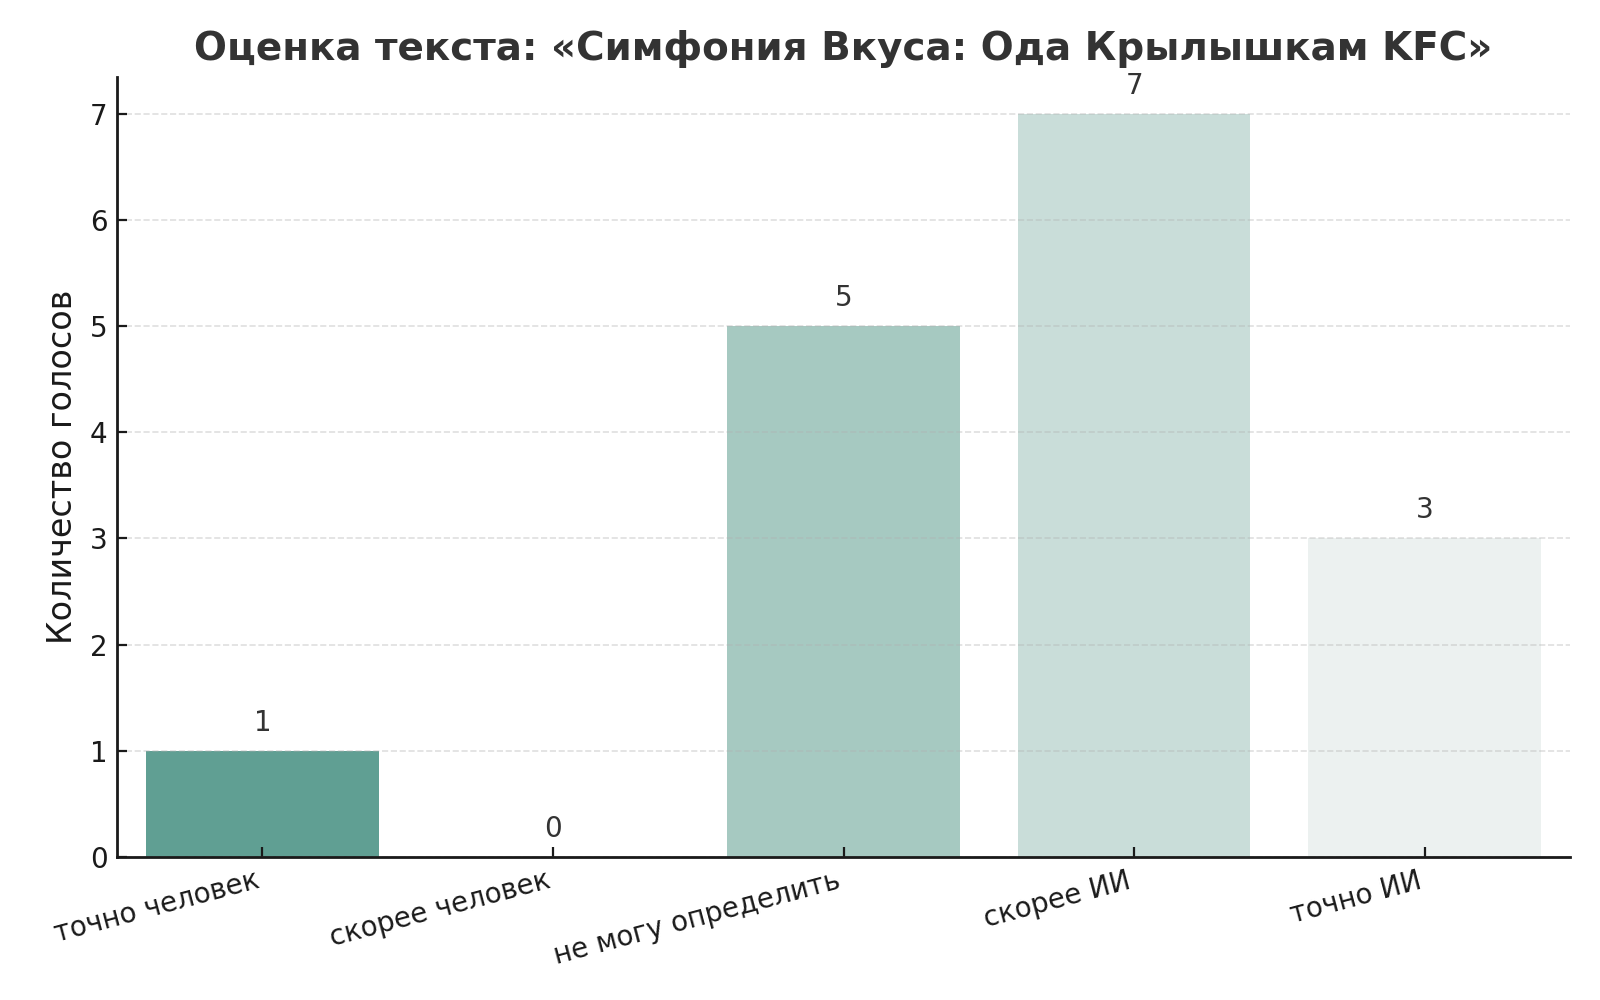 Оценка текста: «Симфония Вкуса: Ода Крылышкам KFC»
Количество голосов
7
6
5
4
3
2
1
0
1
0
5
7
3
точно человек
скорее человек
не могу определить
скорее ИИ
точно ИИ